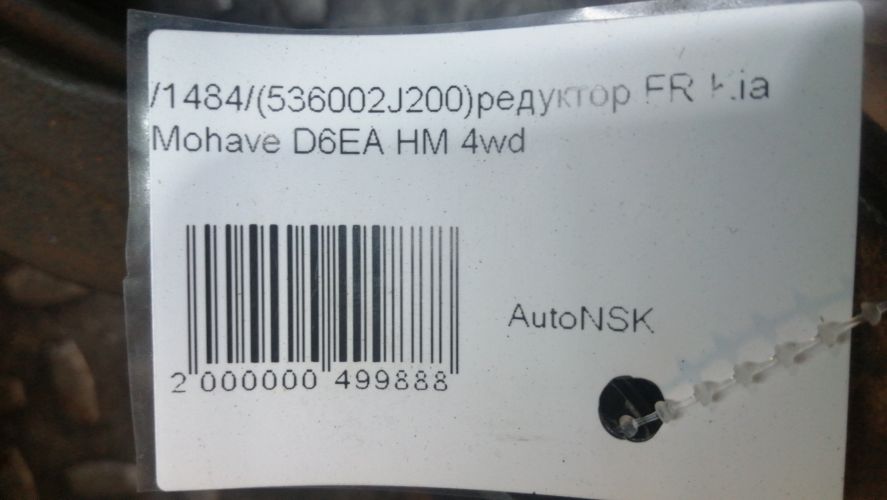 /1484/(536002J200)редуктор FR Kia
Mohave D6EA HM 4wd
AutoNSK
2 000000 499888